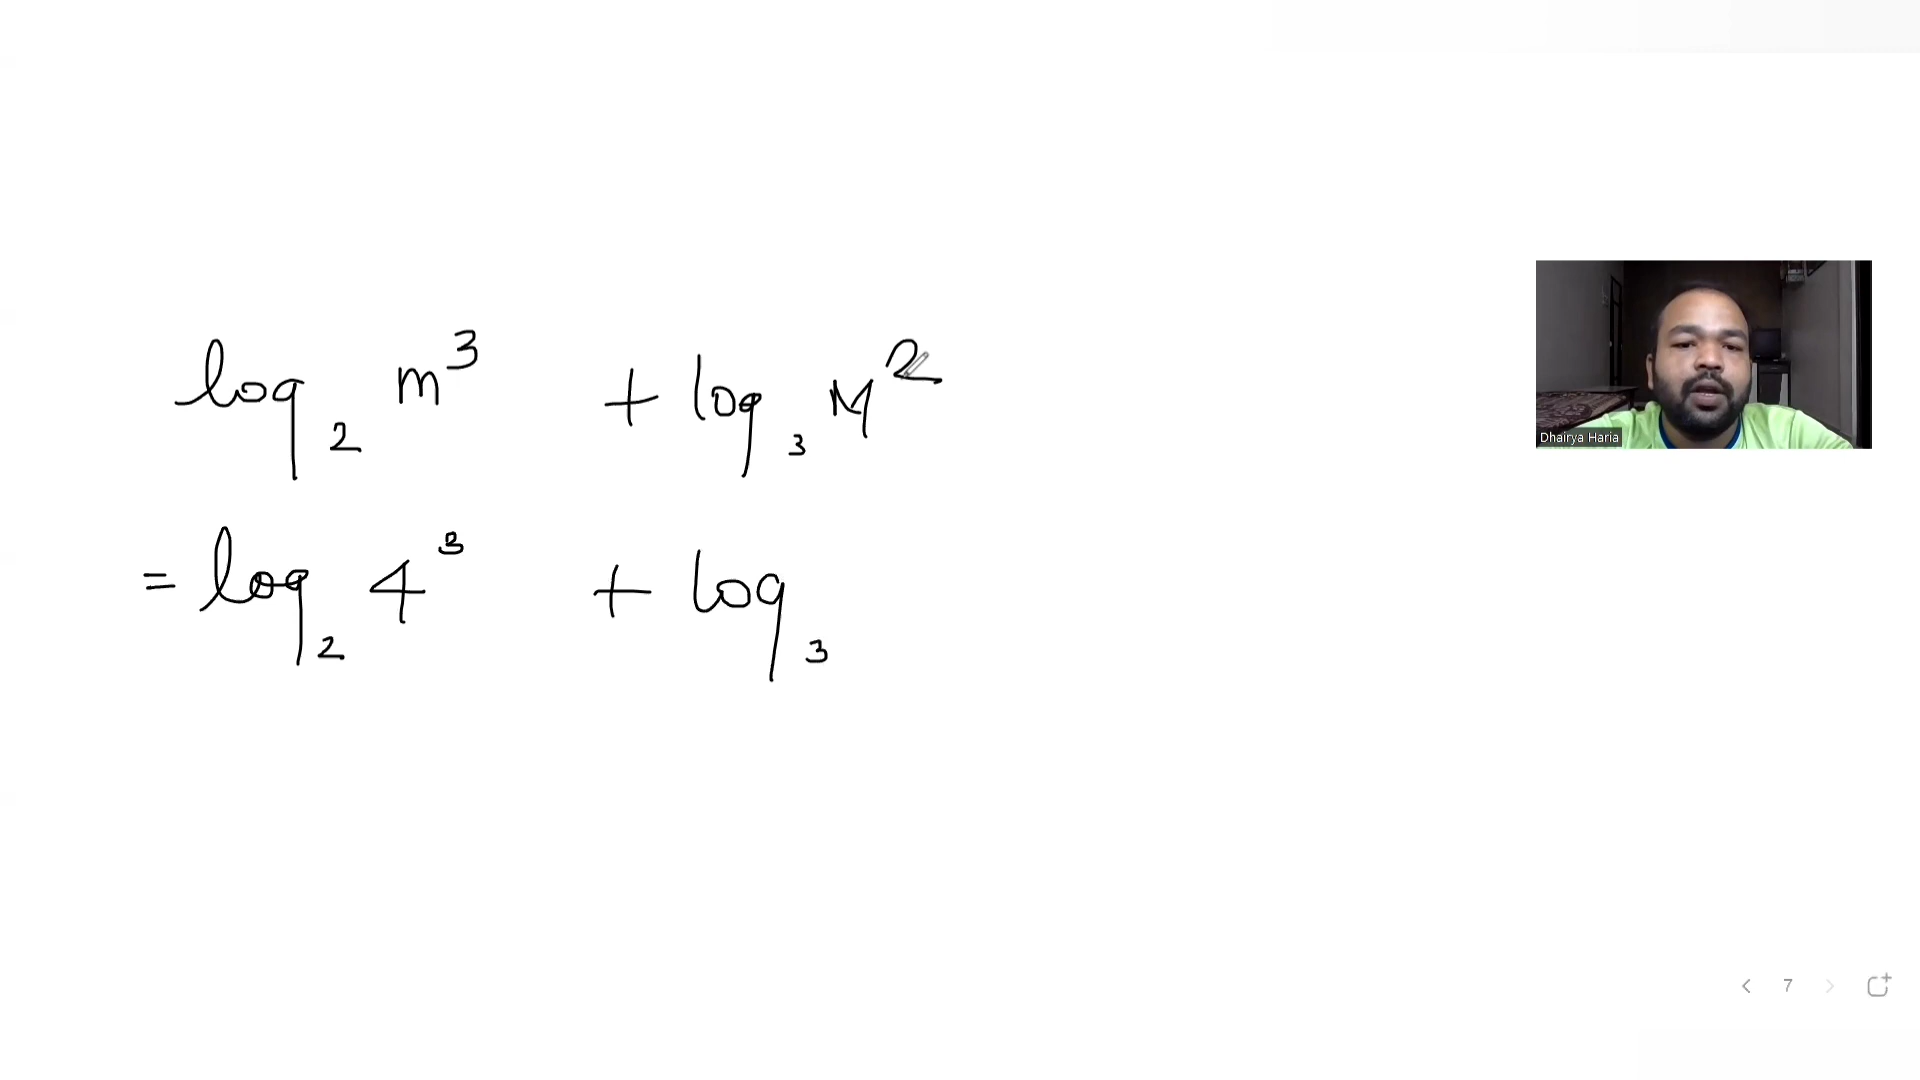 log₂ m³ + log₃ M²
= log₂ 4³ + log₃
Dhairya Haria
7